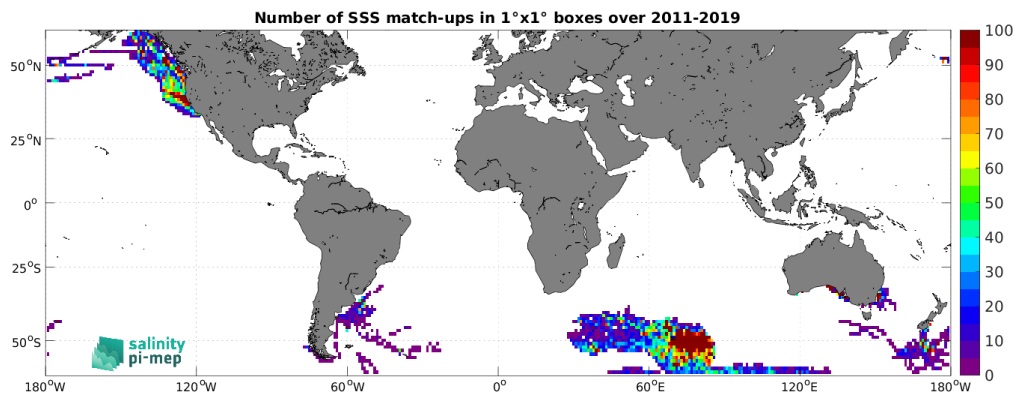 Number of SSS match-ups in 1°x1° boxes over 2011-2019
100
90
80
70
60
50
40
30
20
10
0
50°N
25°N
0°
25°S
50°S
salinity
pi-mep
180°W 120°W 60°W 0° 60°E 120°E 180°W